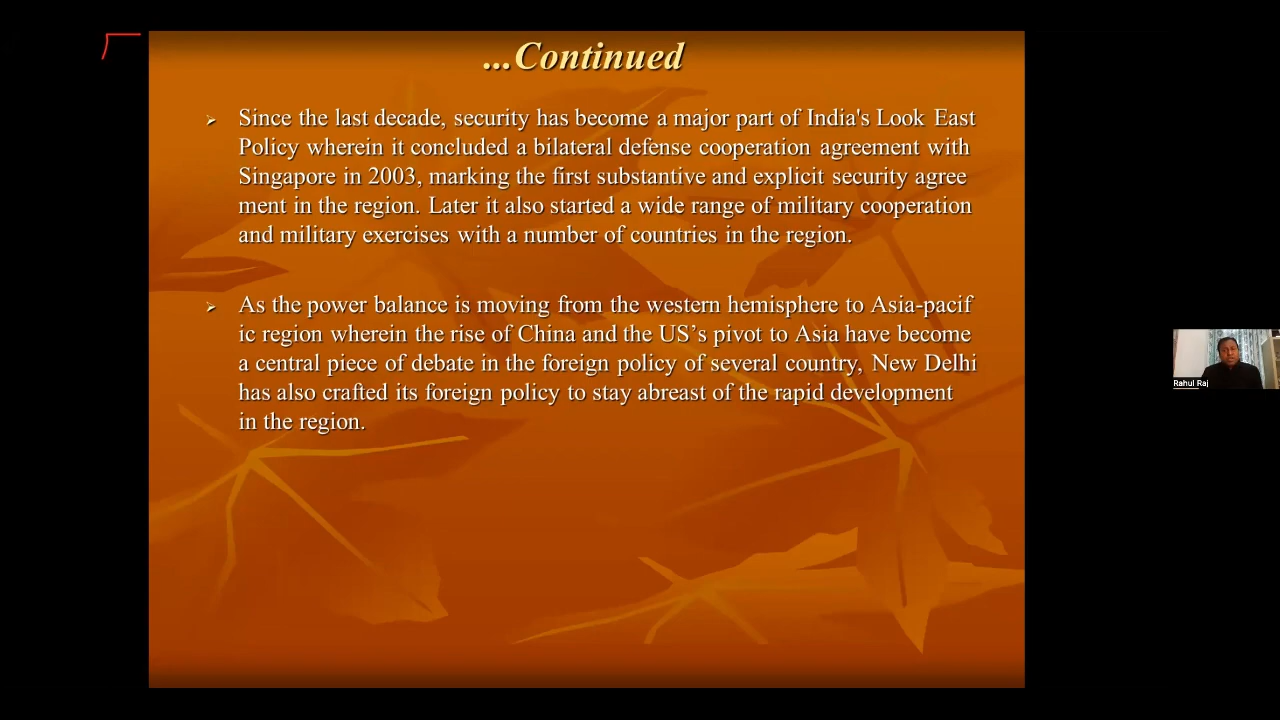 ...Continued
Since the last decade, security has become a major part of India's Look East
Policy wherein it concluded a bilateral defense cooperation agreement with
Singapore in 2003, marking the first substantive and explicit security agree
ment in the region. Later it also started a wide range of military cooperation
and military exercises with a number of countries in the region.
As the power balance is moving from the western hemisphere to Asia-pacif
ic region wherein the rise of China and the US’s pivot to Asia have become
a central piece of debate in the foreign policy of several country, New Delhi
has also crafted its foreign policy to stay abreast of the rapid development
in the region.
Rahul Raj